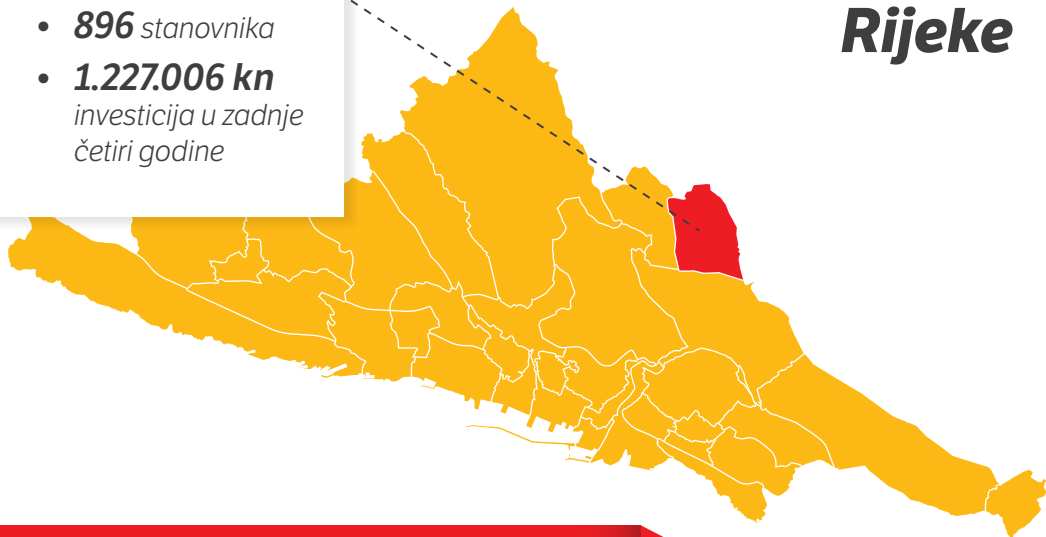 • 896 stanovnika
• 1.227.006 kn
investicija u zadnje
četiri godine
Rijeke